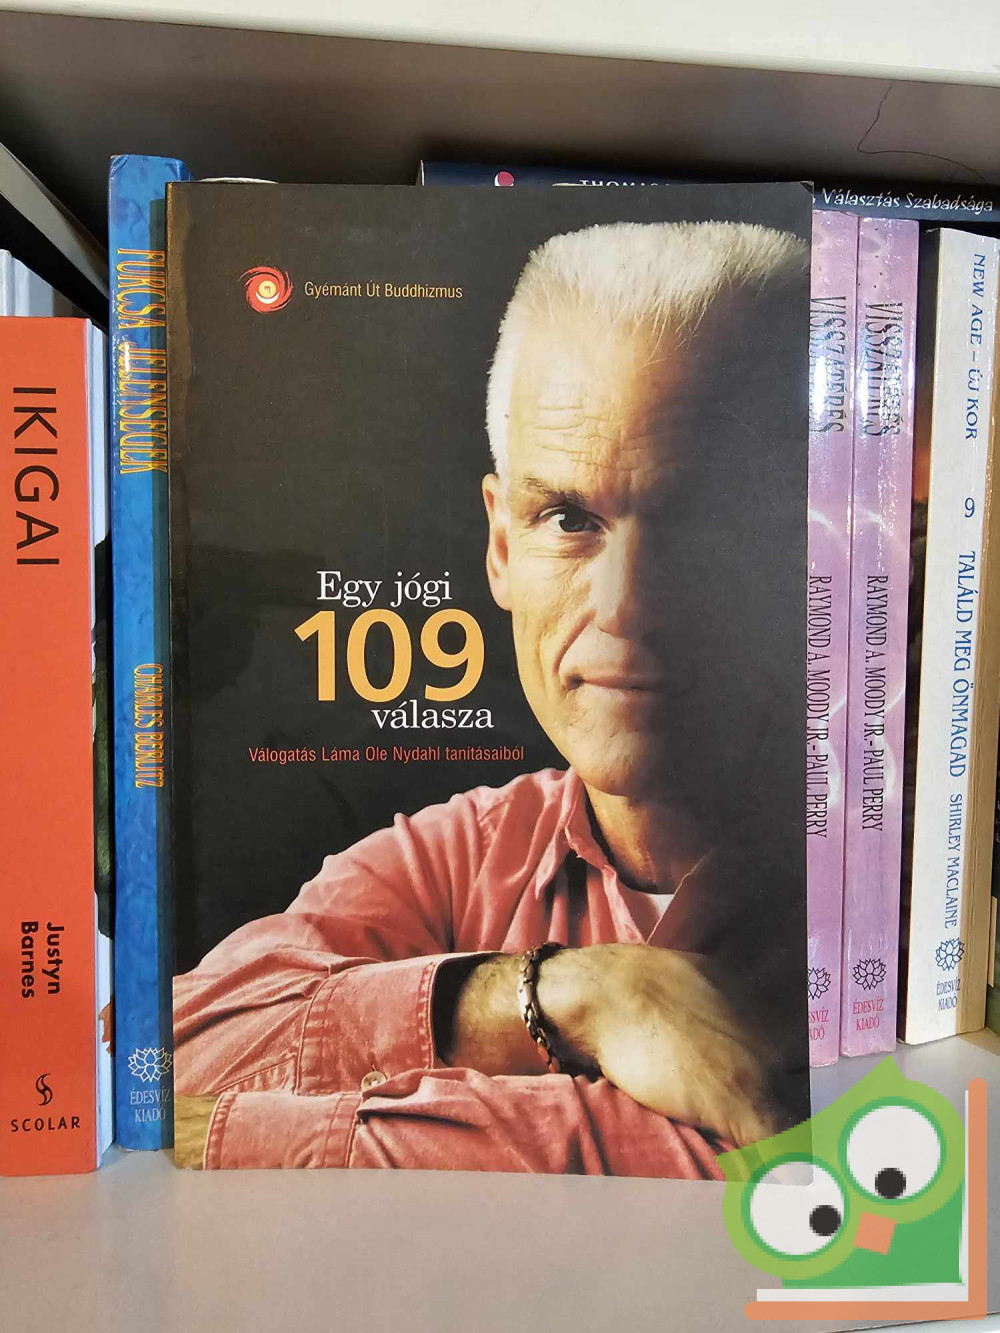 Gyémánt Út Buddhizmus
Egy jógi
109
válasza
Válogatás Láma Ole Nydahl tanításaiból
IKIGAI
Justyn
Barnes
SCOLAR
FURCSA JELENSÉGEK
CHARLES BERLITZ
ÉDESVÍZ
KIADÓ
Választás Szabadsága
VISSZATÉRÉS
RAYMOND A. MOODY JR.- PAUL PERRY
VISSZATÉRÉS
RAYMOND A. MOODY JR.- PAUL PERRY
ÉDESVÍZ
KIADÓ
NEW AGE – ÚJ KOR
9
TALÁLD MEG ÖNMAGAD
SHIRLEY MACLAINE
ÉDESVÍZ
KIADÓ